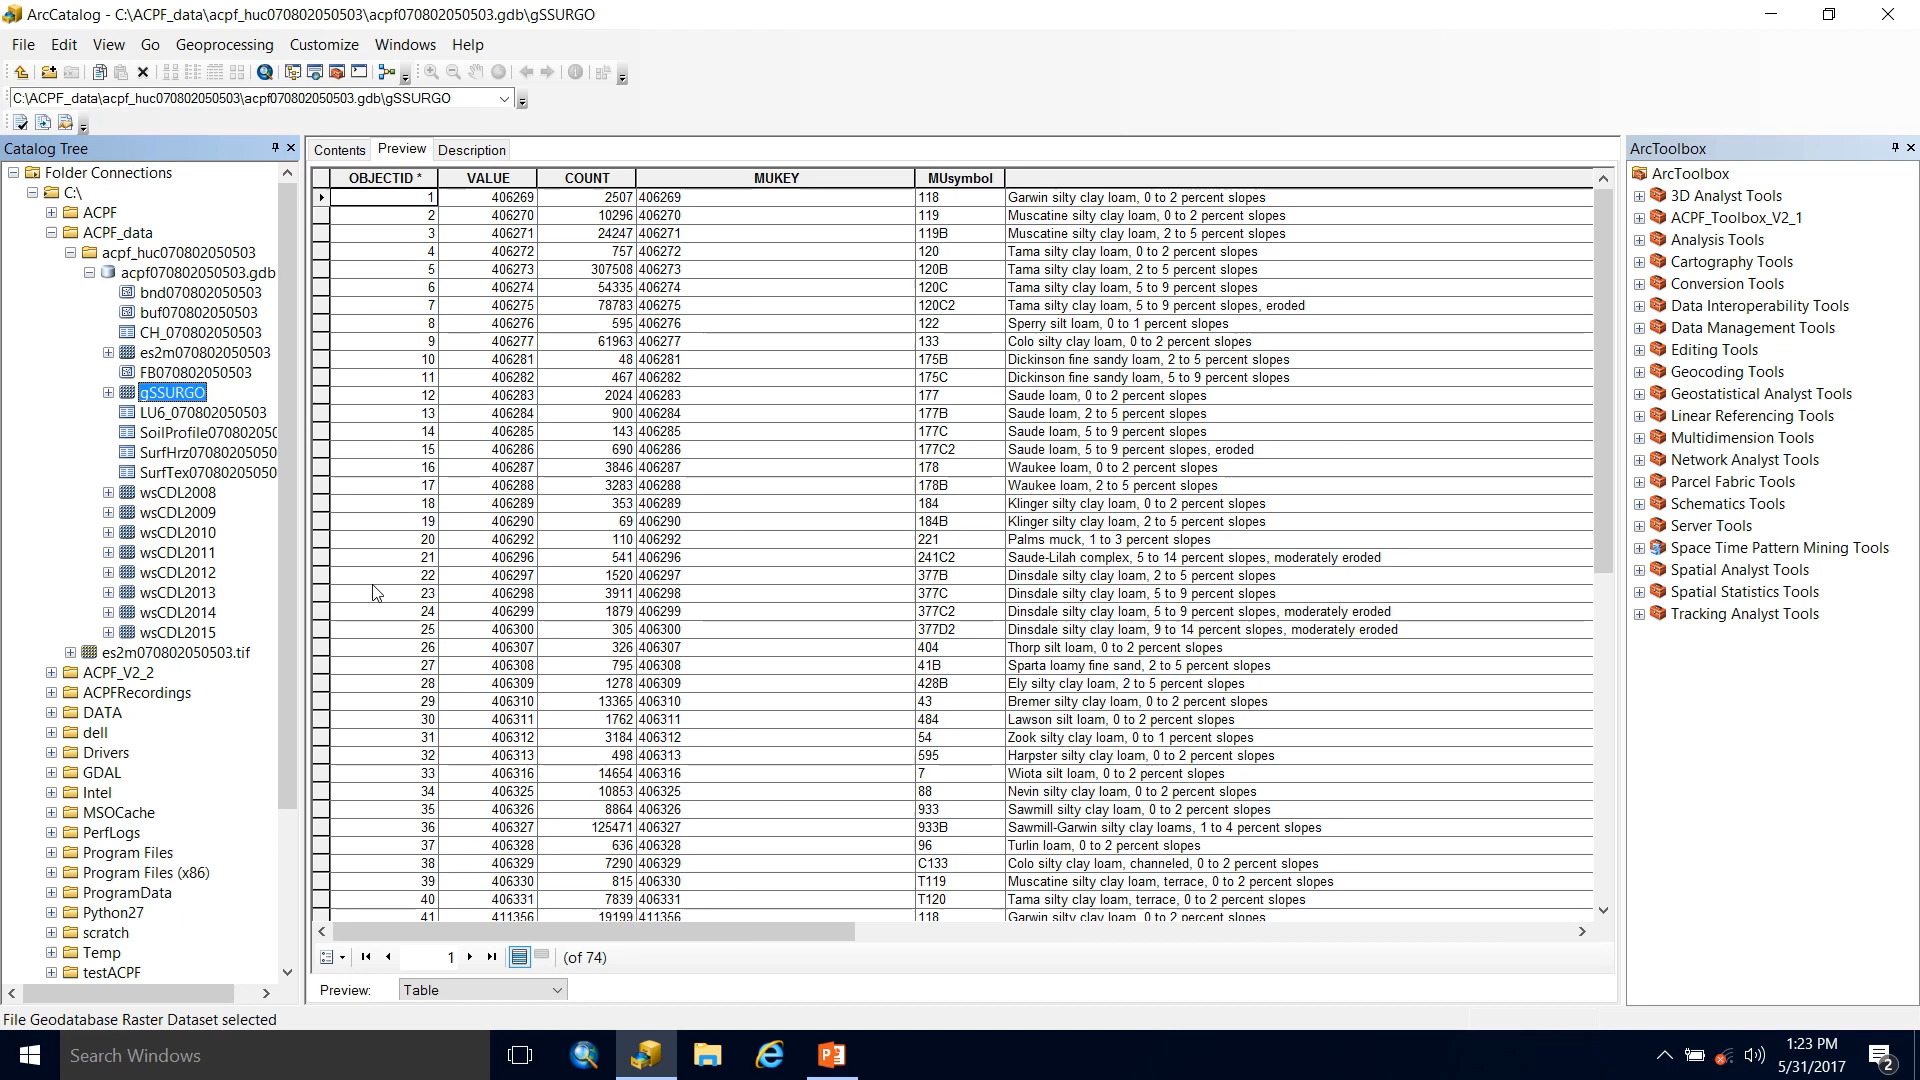 ArcCatalog - C:\ACPF_data\acpf_huc070802050503\acpf070802050503.gdb\gSSURGO
File Edit View Go Geoprocessing Customize Windows Help
C:\ACPF_data\acpf_huc070802050503\acpf070802050503.gdb\gSSURGO
Catalog Tree
Folder Connections
C:\
ACPF
ACPF_data
acpf_huc070802050503
acpf070802050503.gdb
bnd070802050503
buf070802050503
CH_070802050503
es2m070802050503
FB070802050503
gSSURGO
LU6_070802050503
SoilProfile07080205
SurfHrz07080205050
SurfTex07080205050
wsCDL2008
wsCDL2009
wsCDL2010
wsCDL2011
wsCDL2012
wsCDL2013
wsCDL2014
wsCDL2015
es2m070802050503.tif
ACPF_V2_2
ACPFRecordings
DATA
dell
Drivers
GDAL
Intel
MSOCache
PerfLogs
Program Files
Program Files (x86)
ProgramData
Python27
scratch
Temp
testACPF
Contents Preview Description
OBJECTID * VALUE COUNT MUKEY MUsymbol
1 406269 2507 406269 118 Garwin silty clay loam, 0 to 2 percent slopes
2 406270 10296 406270 119 Muscatine silty clay loam, 0 to 2 percent slopes
3 406271 24247 406271 119B Muscatine silty clay loam, 2 to 5 percent slopes
4 406272 757 406272 120 Tama silty clay loam, 0 to 2 percent slopes
5 406273 307508 406273 120B Tama silty clay loam, 2 to 5 percent slopes
6 406274 54335 406274 120C Tama silty clay loam, 5 to 9 percent slopes
7 406275 78783 406275 120C2 Tama silty clay loam, 5 to 9 percent slopes, eroded
8 406276 595 406276 122 Sperry silt loam, 0 to 1 percent slopes
9 406277 61963 406277 133 Colo silty clay loam, 0 to 2 percent slopes
10 406281 48 406281 175B Dickinson fine sandy loam, 2 to 5 percent slopes
11 406282 467 406282 175C Dickinson fine sandy loam, 5 to 9 percent slopes
12 406283 2024 406283 177 Saude loam, 0 to 2 percent slopes
13 406284 900 406284 177B Saude loam, 2 to 5 percent slopes
14 406285 143 406285 177C Saude loam, 5 to 9 percent slopes
15 406286 690 406286 177C2 Saude loam, 5 to 9 percent slopes, eroded
16 406287 3846 406287 178 Waukee loam, 0 to 2 percent slopes
17 406288 3283 406288 178B Waukee loam, 2 to 5 percent slopes
18 406289 353 406289 184 Klinger silty clay loam, 0 to 2 percent slopes
19 406290 69 406290 184B Klinger silty clay loam, 2 to 5 percent slopes
20 406292 110 406292 221 Palms muck, 1 to 3 percent slopes
21 406296 541 406296 241C2 Saude-Lilah complex, 5 to 14 percent slopes, moderately eroded
22 406297 1520 406297 377B Dinsdale silty clay loam, 2 to 5 percent slopes
23 406298 3911 406298 377C Dinsdale silty clay loam, 5 to 9 percent slopes
24 406299 1879 406299 377C2 Dinsdale silty clay loam, 5 to 9 percent slopes, moderately eroded
25 406300 305 406300 377D2 Dinsdale silty clay loam, 9 to 14 percent slopes, moderately eroded
26 406307 326 406307 404 Thorp silt loam, 0 to 2 percent slopes
27 406308 795 406308 41B Sparta loamy fine sand, 2 to 5 percent slopes
28 406309 1278 406309 428B Ely silty clay loam, 2 to 5 percent slopes
29 406310 13365 406310 43 Bremer silty clay loam, 0 to 2 percent slopes
30 406311 1762 406311 484 Lawson silt loam, 0 to 2 percent slopes
31 406312 3184 406312 54 Zook silty clay loam, 0 to 1 percent slopes
32 406313 498 406313 595 Harpster silty clay loam, 0 to 2 percent slopes
33 406316 14654 406316 7 Wiota silt loam, 0 to 2 percent slopes
34 406325 10853 406325 88 Nevin silty clay loam, 0 to 2 percent slopes
35 406326 8864 406326 933 Sawmill silty clay loam, 0 to 2 percent slopes
36 406327 125471 406327 933B Sawmill-Garwin silty clay loams, 1 to 4 percent slopes
37 406328 636 406328 96 Turlin loam, 0 to 2 percent slopes
38 406329 7290 406329 C133 Colo silty clay loam, channeled, 0 to 2 percent slopes
39 406330 815 406330 T119 Muscatine silty clay loam, terrace, 0 to 2 percent slopes
40 406331 7839 406331 T120 Tama silty clay loam, terrace, 0 to 2 percent slopes
41 411356 19199 411356 118 Garwin silty clay loam, 0 to 2 percent slopes
1 (of 74)
Preview: Table
ArcToolbox
ArcToolbox
3D Analyst Tools
ACPF_Toolbox_V2_1
Analysis Tools
Cartography Tools
Conversion Tools
Data Interoperability Tools
Data Management Tools
Editing Tools
Geocoding Tools
Geostatistical Analyst Tools
Linear Referencing Tools
Multidimension Tools
Network Analyst Tools
Parcel Fabric Tools
Schematics Tools
Server Tools
Space Time Pattern Mining Tools
Spatial Analyst Tools
Spatial Statistics Tools
Tracking Analyst Tools
File Geodatabase Raster Dataset selected
Search Windows
1:23 PM
5/31/2017
2